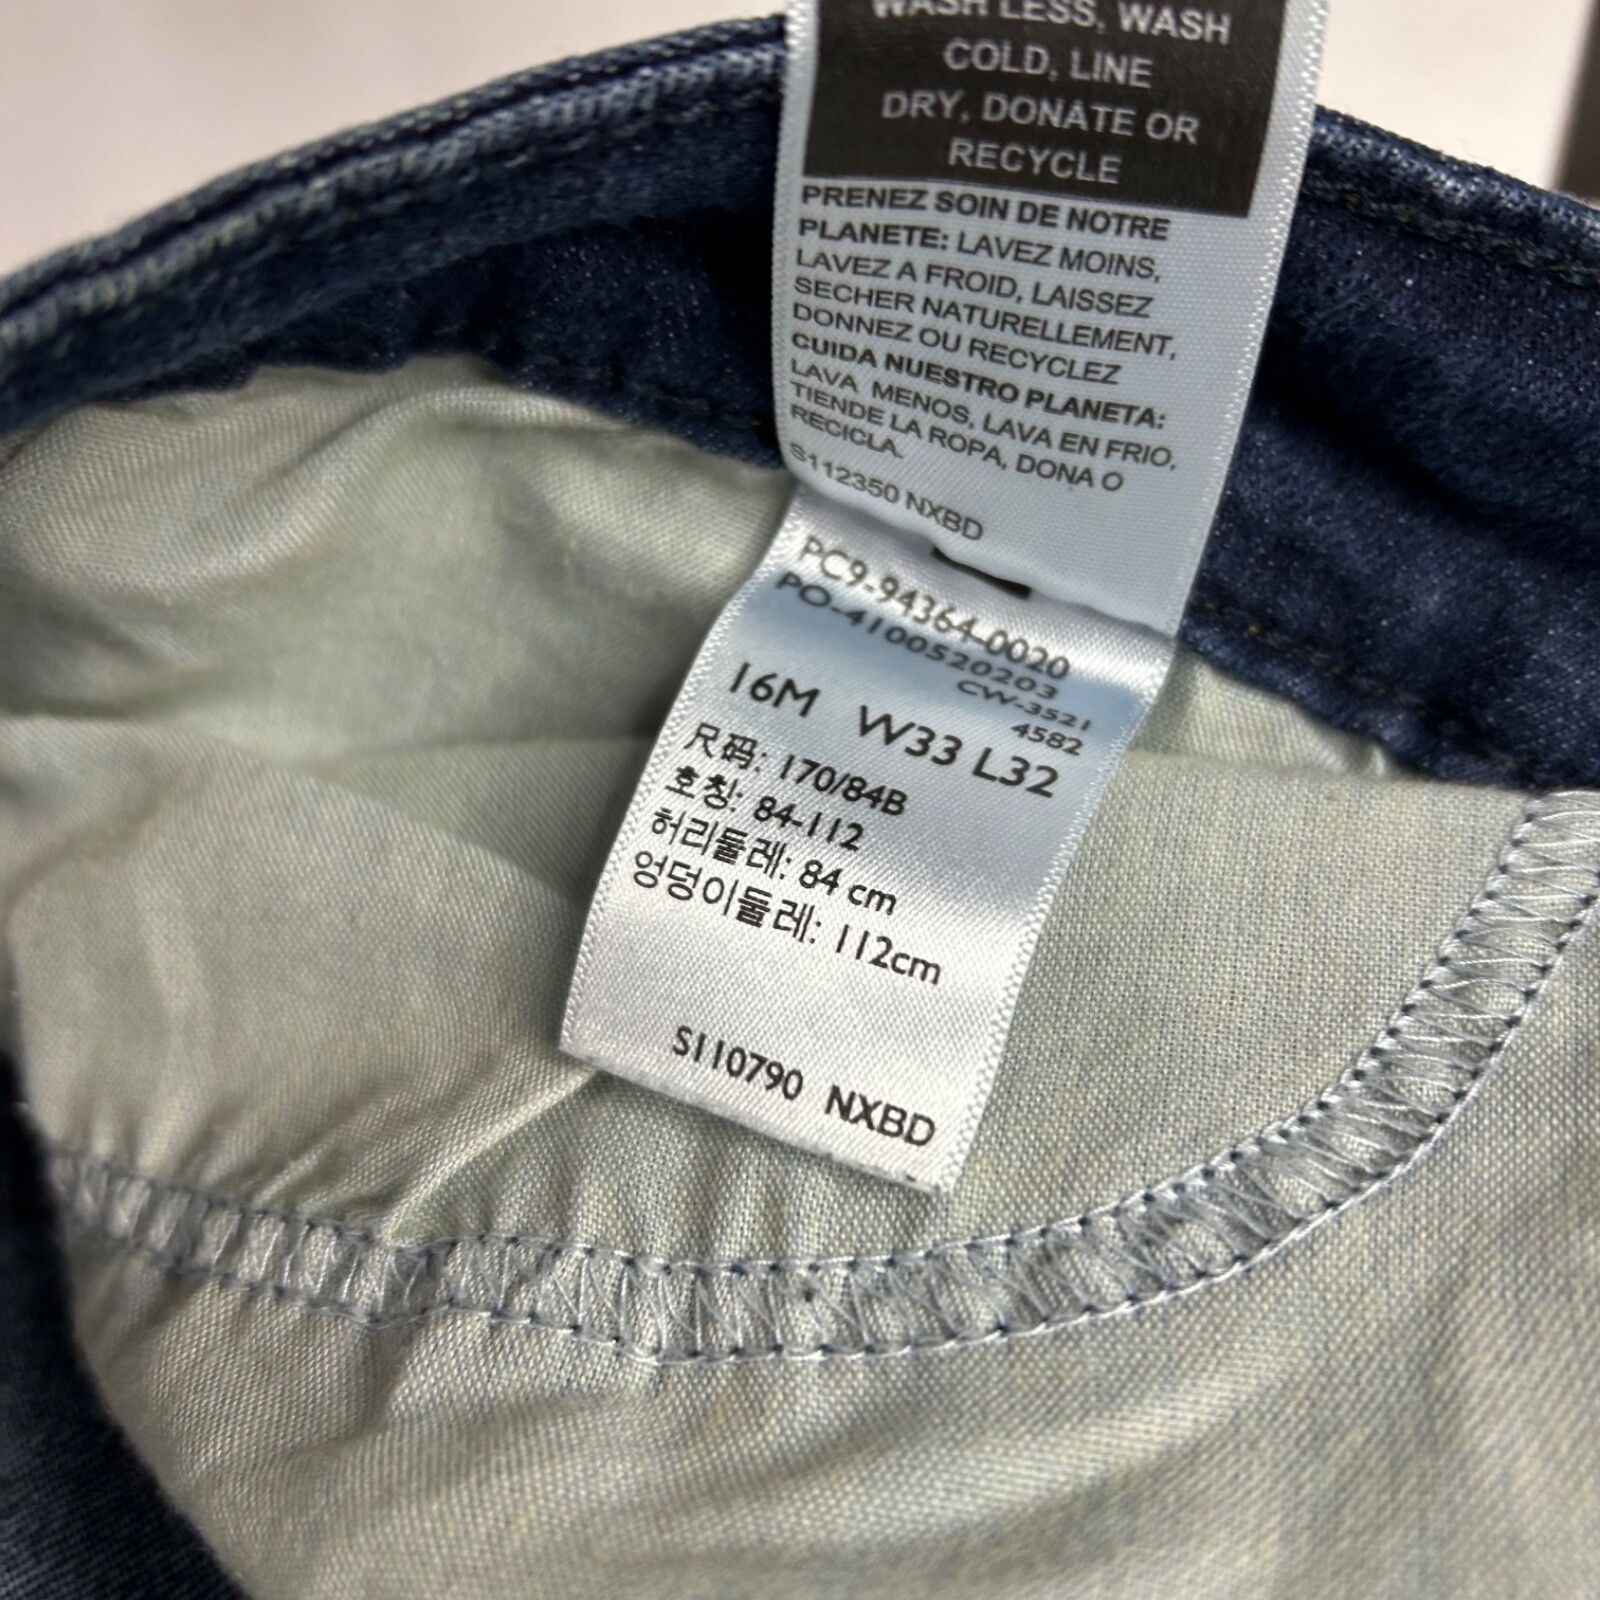 WASH LESS, WASH
COLD, LINE
DRY, DONATE OR
RECYCLE
PRENEZ SOIN DE NOTRE
PLANETE: LAVEZ MOINS,
LAVEZ A FROID, LAISSEZ
SECHER NATURELLEMENT,
DONNEZ OU RECYCLEZ
CUIDA NUESTRO PLANETA:
LAVA MENOS, LAVA EN FRIO,
TIENDE LA ROPA, DONA O
RECICLA.
S112350 NXBD
PC9-94364-0020
PO-4100520203
CW-3521
4582
16M W33 L32
尺码: 170/84B
호칭: 84-112
허리둘레: 84 cm
엉덩이둘레: 112cm
S110790 NXBD